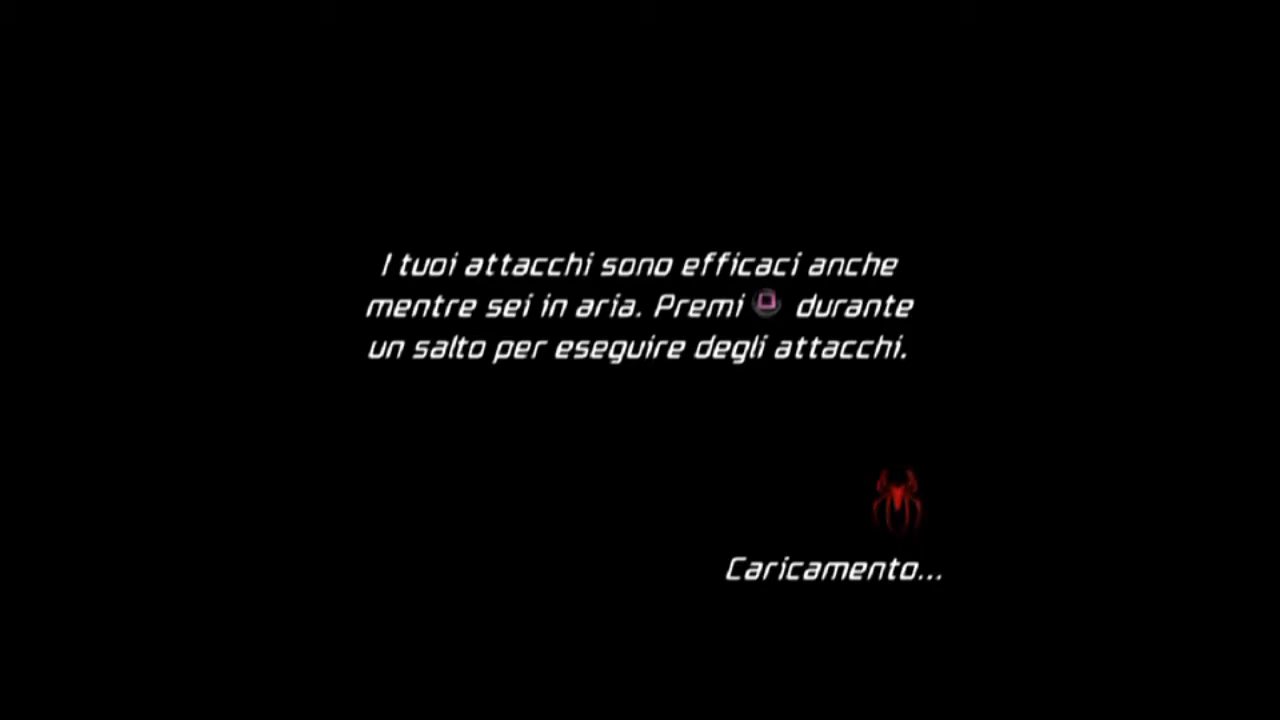 I tuoi attacchi sono efficaci anche
mentre sei in aria. Premi durante
un salto per eseguire degli attacchi.
Caricamento...